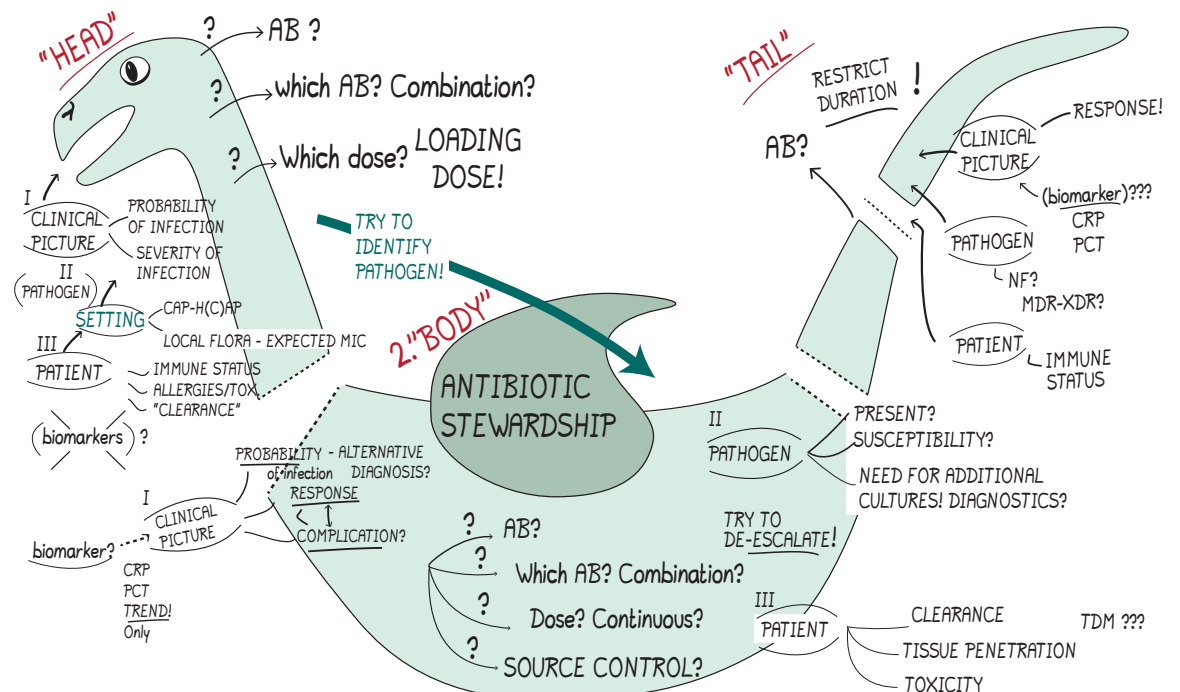 "HEAD"
?
AB ?
?
Which AB? Combination?
?
Which dose? LOADING
DOSE!
I
CLINICAL
PICTURE
PROBABILITY
OF INFECTION
SEVERITY OF
INFECTION
II
(PATHOGEN)
SETTING
CAP-H(C)AP
LOCAL FLORA - EXPECTED MIC
III
PATIENT
IMMUNE STATUS
ALLERGIES/TOX
"CLEARANCE"
(biomarkers) ?
TRY TO
IDENTIFY
PATHOGEN!
2."BODY"
ANTIBIOTIC
STEWARDSHIP
PROBABILITY - ALTERNATIVE
of infection DIAGNOSIS?
RESPONSE
COMPLICATION?
I
CLINICAL
PICTURE
biomarker?
CRP
PCT
TREND!
Only
?
AB?
?
Which AB? Combination?
?
Dose? Continuous?
?
SOURCE CONTROL?
II
PATHOGEN
PRESENT?
SUSCEPTIBILITY?
NEED FOR ADDITIONAL
CULTURES! DIAGNOSTICS?
TRY TO
DE-ESCALATE!
III
PATIENT
CLEARANCE
TDM ???
TISSUE PENETRATION
TOXICITY
"TAIL"
RESTRICT
DURATION !
AB?
CLINICAL
PICTURE
RESPONSE!
(biomarker)???
CRP
PCT
PATHOGEN
NF?
MDR-XDR?
PATIENT
IMMUNE
STATUS